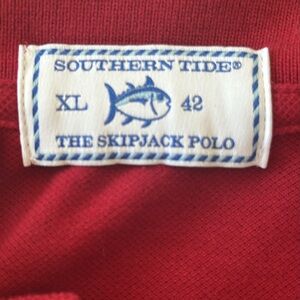 SOUTHERN TIDE®
XL 42
THE SKIPJACK POLO